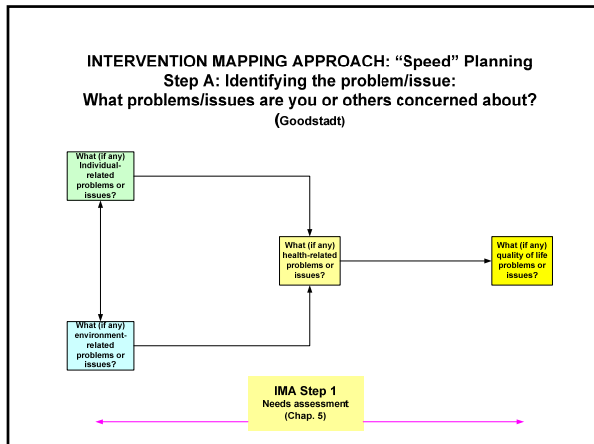 INTERVENTION MAPPING APPROACH: “Speed” Planning
Step A: Identifying the problem/issue:
What problems/issues are you or others concerned about?
(Goodstadt)
What (if any)
Individual-
related
problems or
issues?
What (if any)
health-related
problems or
issues?
What (if any)
quality of life
problems or
issues?
What (if any)
environment-
related
problems or
issues?
IMA Step 1
Needs assessment
(Chap. 5)